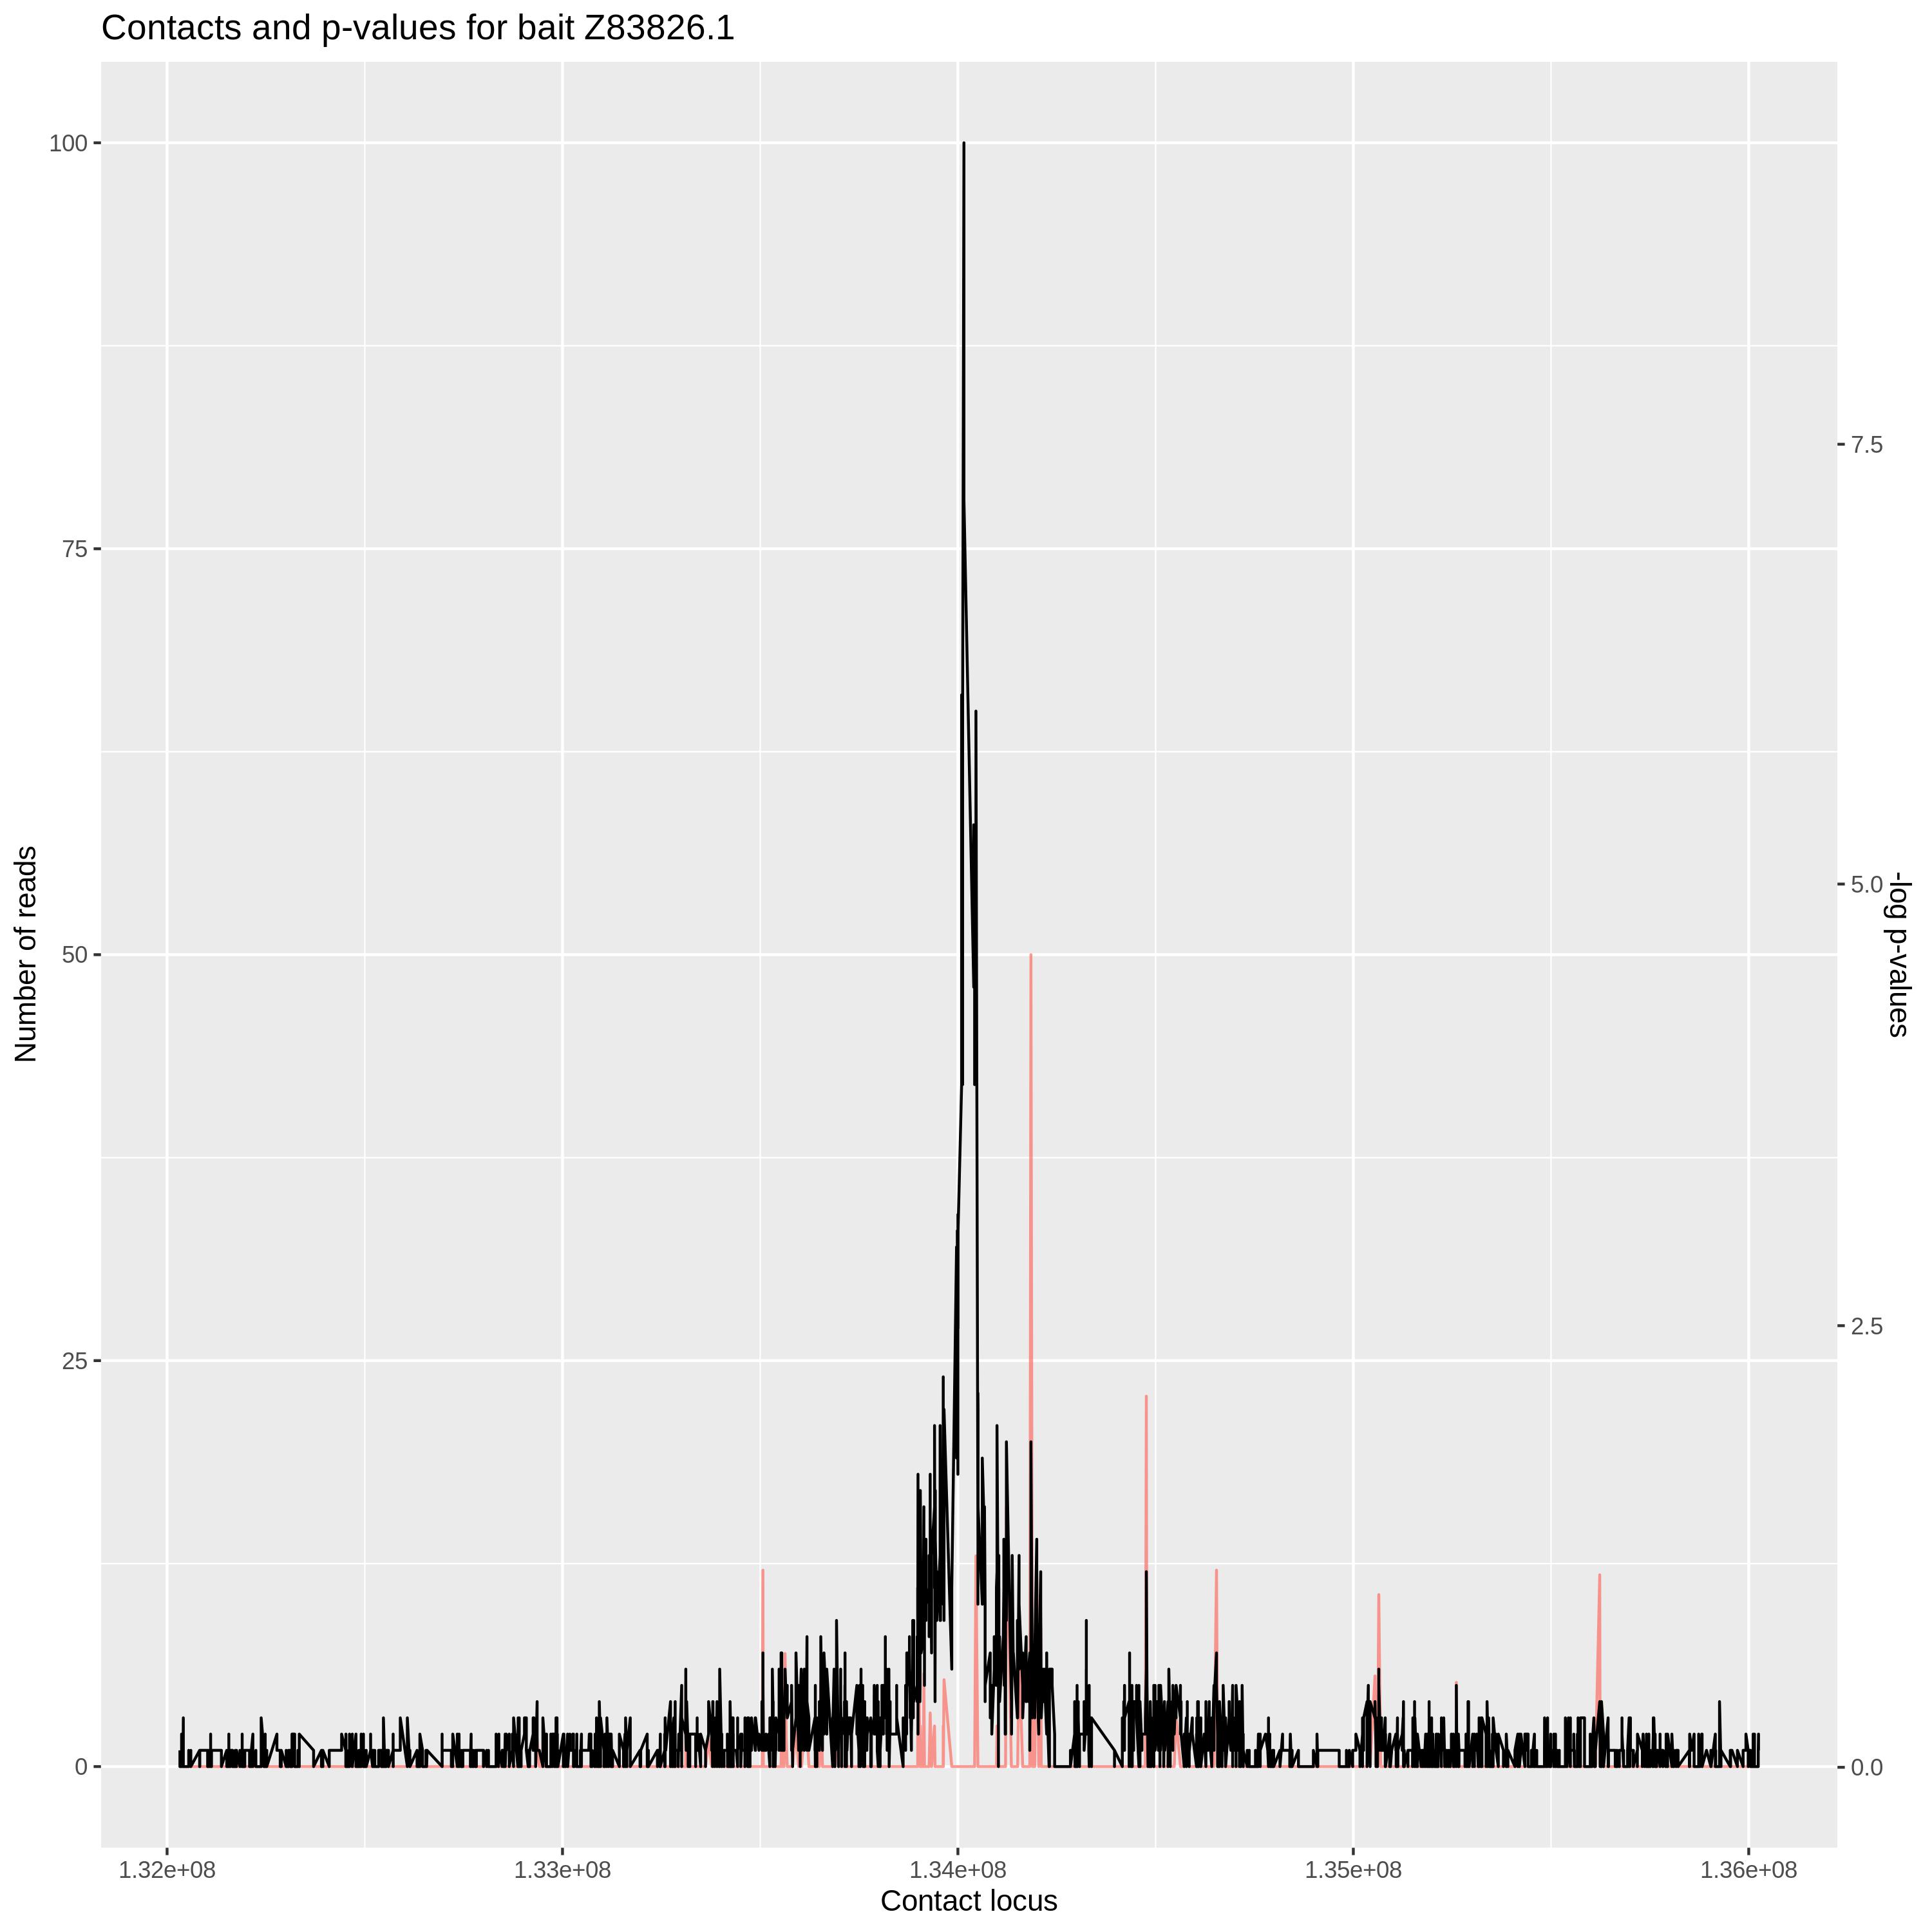 Contacts and p-values for bait Z83826.1
100
75
50
25
0
Number of reads
7.5
5.0
2.5
0.0
-log p-values
1.32e+08
1.33e+08
1.34e+08
1.35e+08
1.36e+08
Contact locus